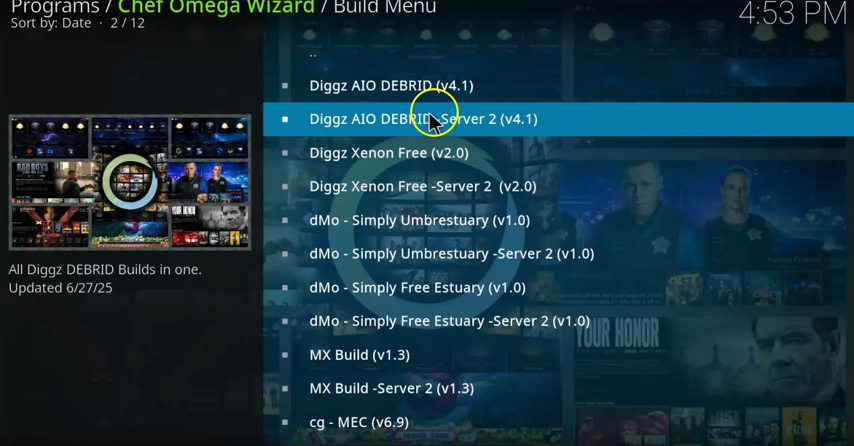 Programs / Chef Omega Wizard / Build Menu
Sort by: Date · 2 / 12
4:53 PM
..
Diggz AIO DEBRID (v4.1)
Diggz AIO DEBRID -Server 2 (v4.1)
Diggz Xenon Free (v2.0)
Diggz Xenon Free -Server 2 (v2.0)
dMo - Simply Umbrestuary (v1.0)
dMo - Simply Umbrestuary -Server 2 (v1.0)
dMo - Simply Free Estuary (v1.0)
dMo - Simply Free Estuary -Server 2 (v1.0)
MX Build (v1.3)
MX Build -Server 2 (v1.3)
cg - MEC (v6.9)
All Diggz DEBRID Builds in one.
Updated 6/27/25
YOUR HONOR
BAD BOYS
YOUR HONOR